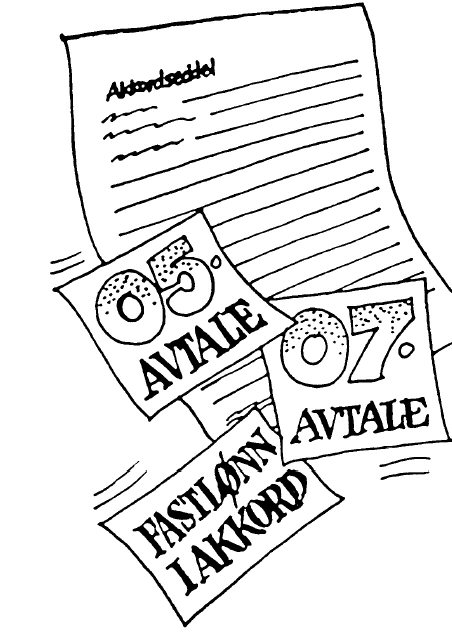 Akkordseddel
05.
AVTALE
07.
AVTALE
FASTLØNN
I AKKORD